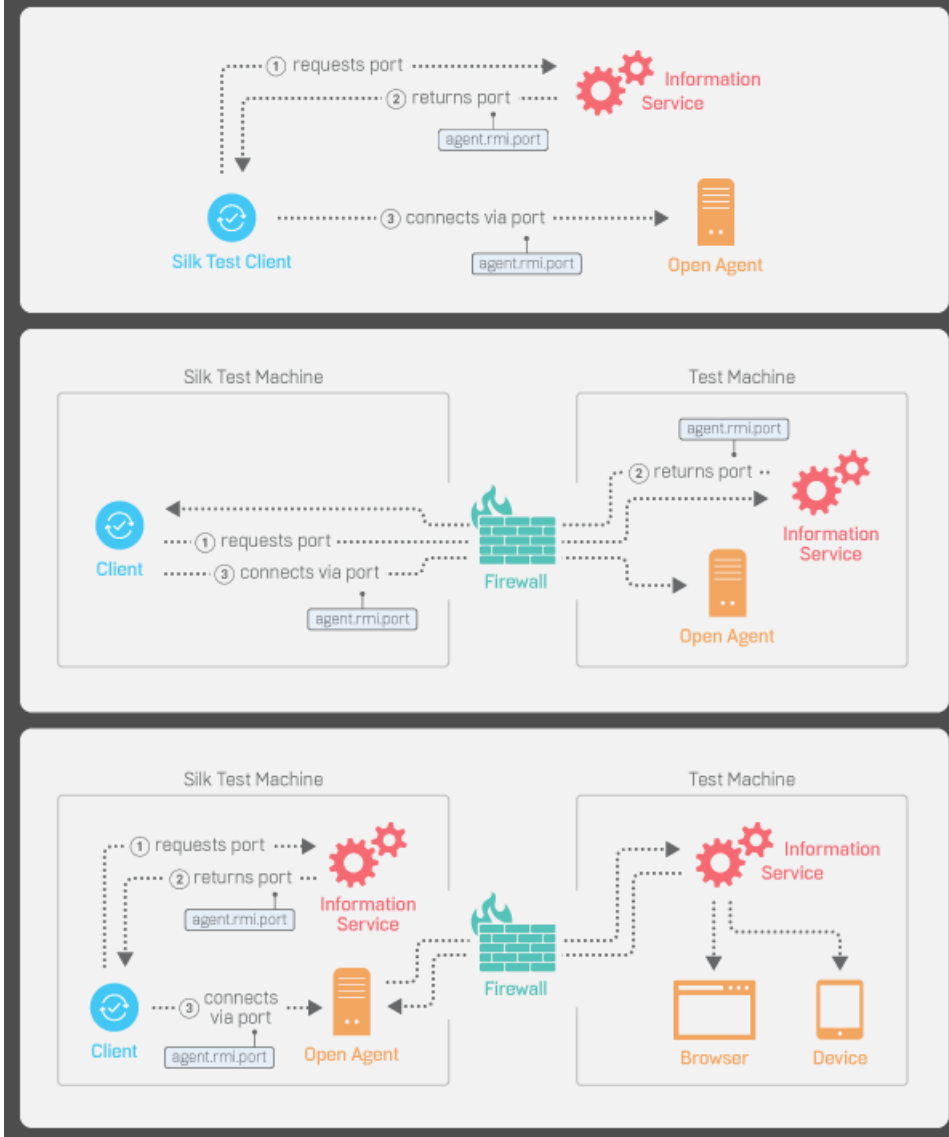 1 requests port
Information
Service
2 returns port
agent.rmi.port
3 connects via port
agent.rmi.port
Silk Test Client
Open Agent
Silk Test Machine
Test Machine
agent.rmi.port
2 returns port
Information
Service
1 requests port
Client
3 connects via port
Firewall
agent.rmi.port
Open Agent
Silk Test Machine
Test Machine
1 requests port
2 returns port
agent.rmi.port
Information
Service
Information
Service
Firewall
3 connects
via port
agent.rmi.port
Client
Open Agent
Browser
Device